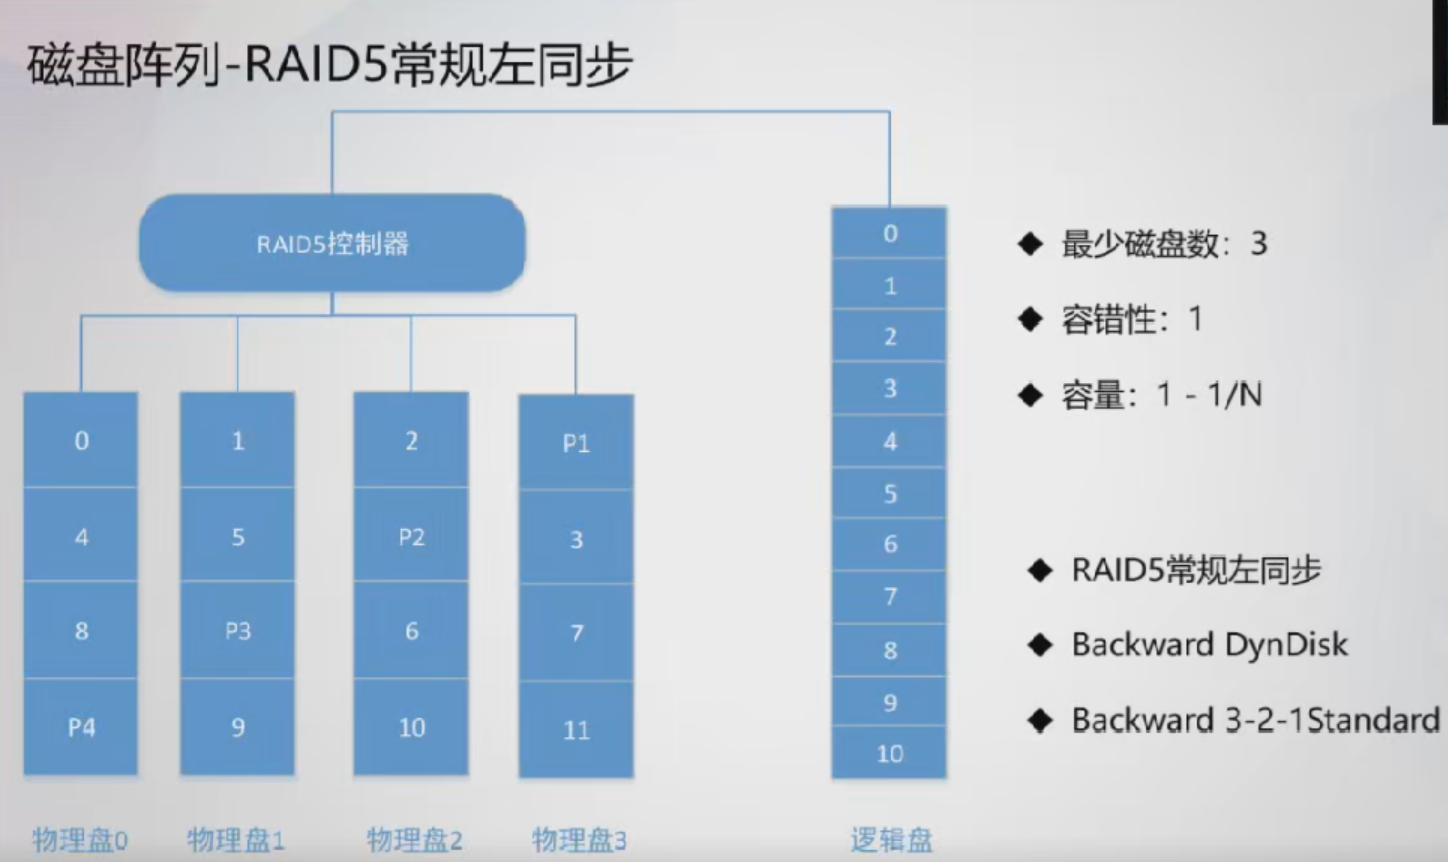 磁盘阵列-RAID5常规左同步
RAID5控制器
0 1 2 P1
4 5 P2 3
8 P3 6 7
P4 9 10 11
物理盘0 物理盘1 物理盘2 物理盘3
0
1
2
3
4
5
6
7
8
9
10
逻辑盘
◆ 最少磁盘数：3
◆ 容错性：1
◆ 容量：1 - 1/N
◆ RAID5常规左同步
◆ Backward DynDisk
◆ Backward 3-2-1Standard